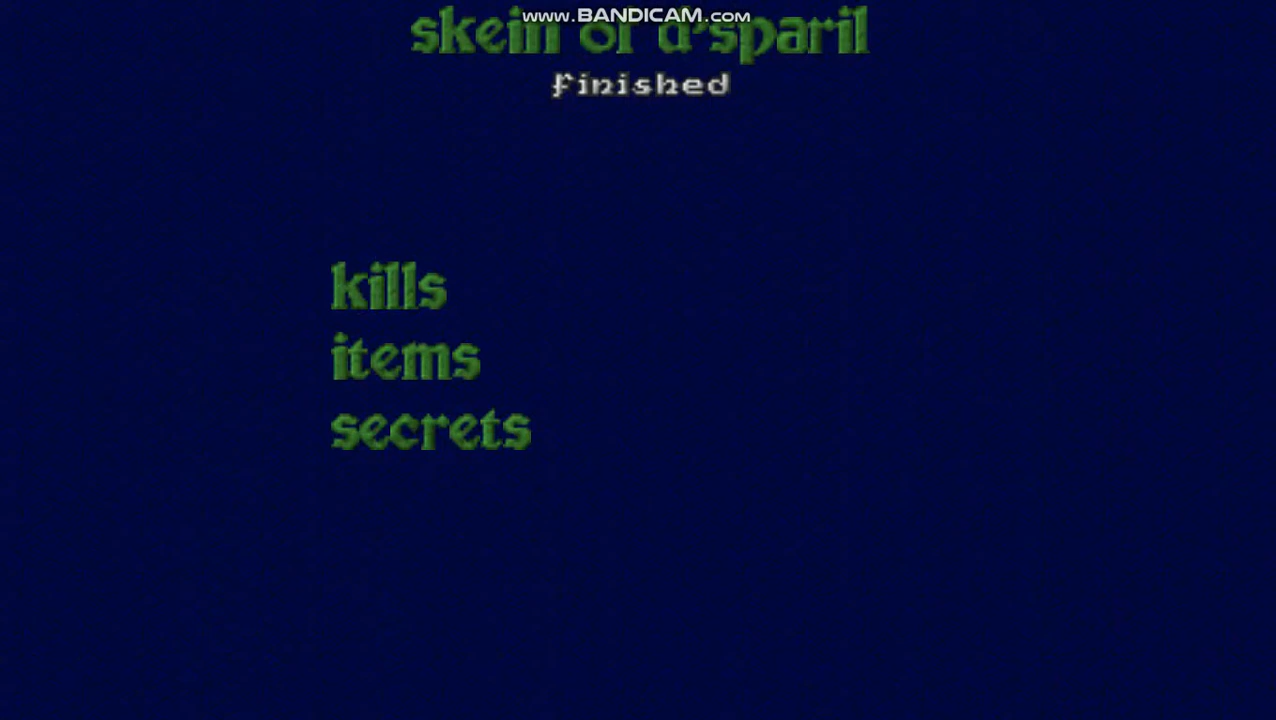 www.BANDICAM.com
skein of d'sparil
finished
kills
items
secrets